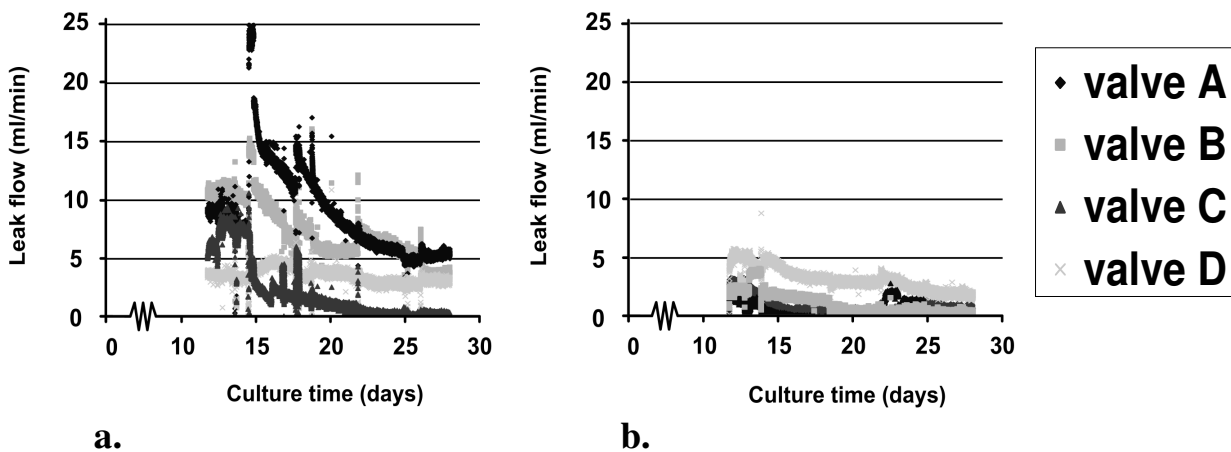 25
20
15
10
5
0
Leak flow (ml/min)
0 10 15 20 25 30
Culture time (days)
a.
25
20
15
10
5
0
Leak flow (ml/min)
0 10 15 20 25 30
Culture time (days)
b.
valve A
valve B
valve C
valve D